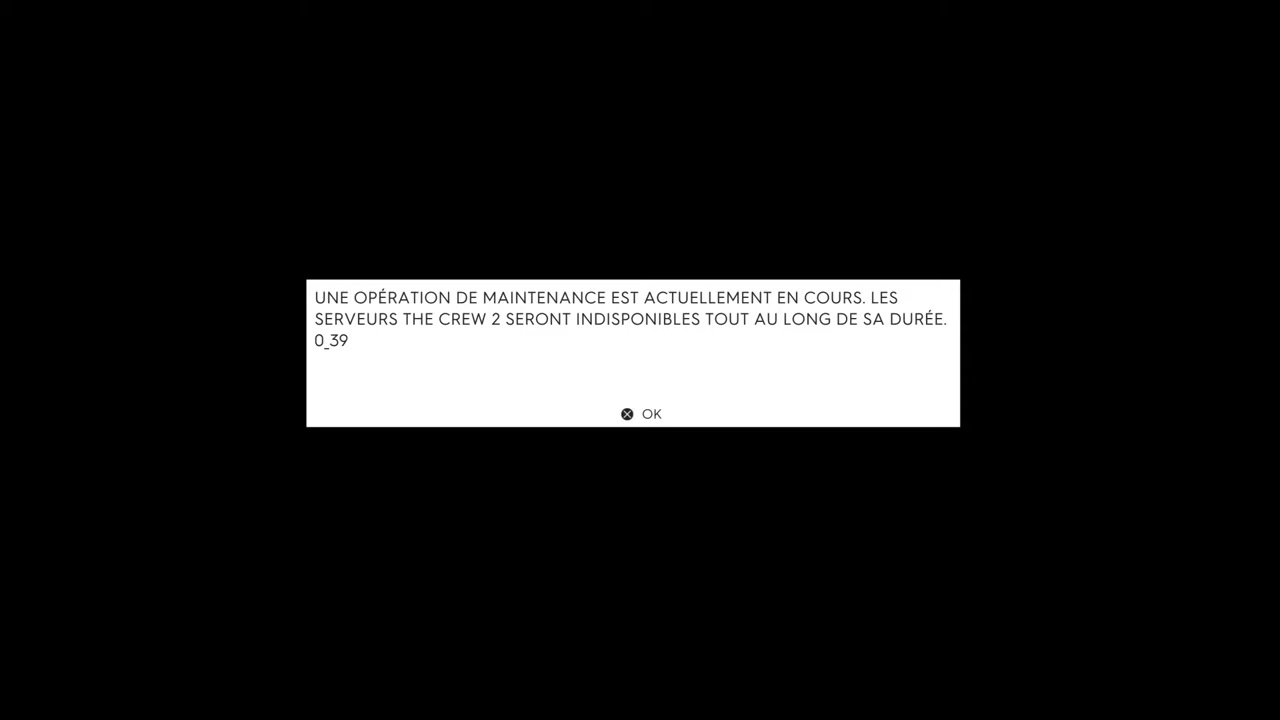 UNE OPÉRATION DE MAINTENANCE EST ACTUELLEMENT EN COURS. LES
SERVEURS THE CREW 2 SERONT INDISPONIBLES TOUT AU LONG DE SA DURÉE.
0_39
OK